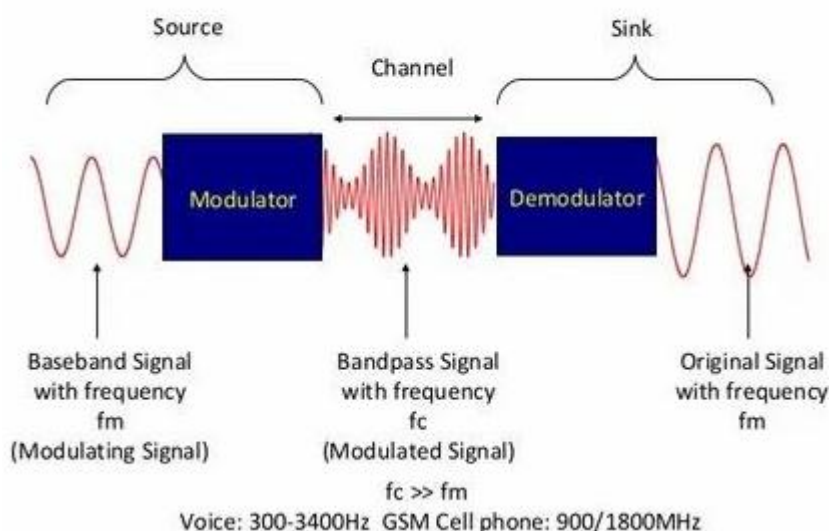 Source
Sink
Channel
Modulator
Demodulator
Baseband Signal
with frequency
fm
(Modulating Signal)
Bandpass Signal
with frequency
fc
(Modulated Signal)
Original Signal
with frequency
fm
fc >> fm
Voice: 300-3400Hz GSM Cell phone: 900/1800MHz